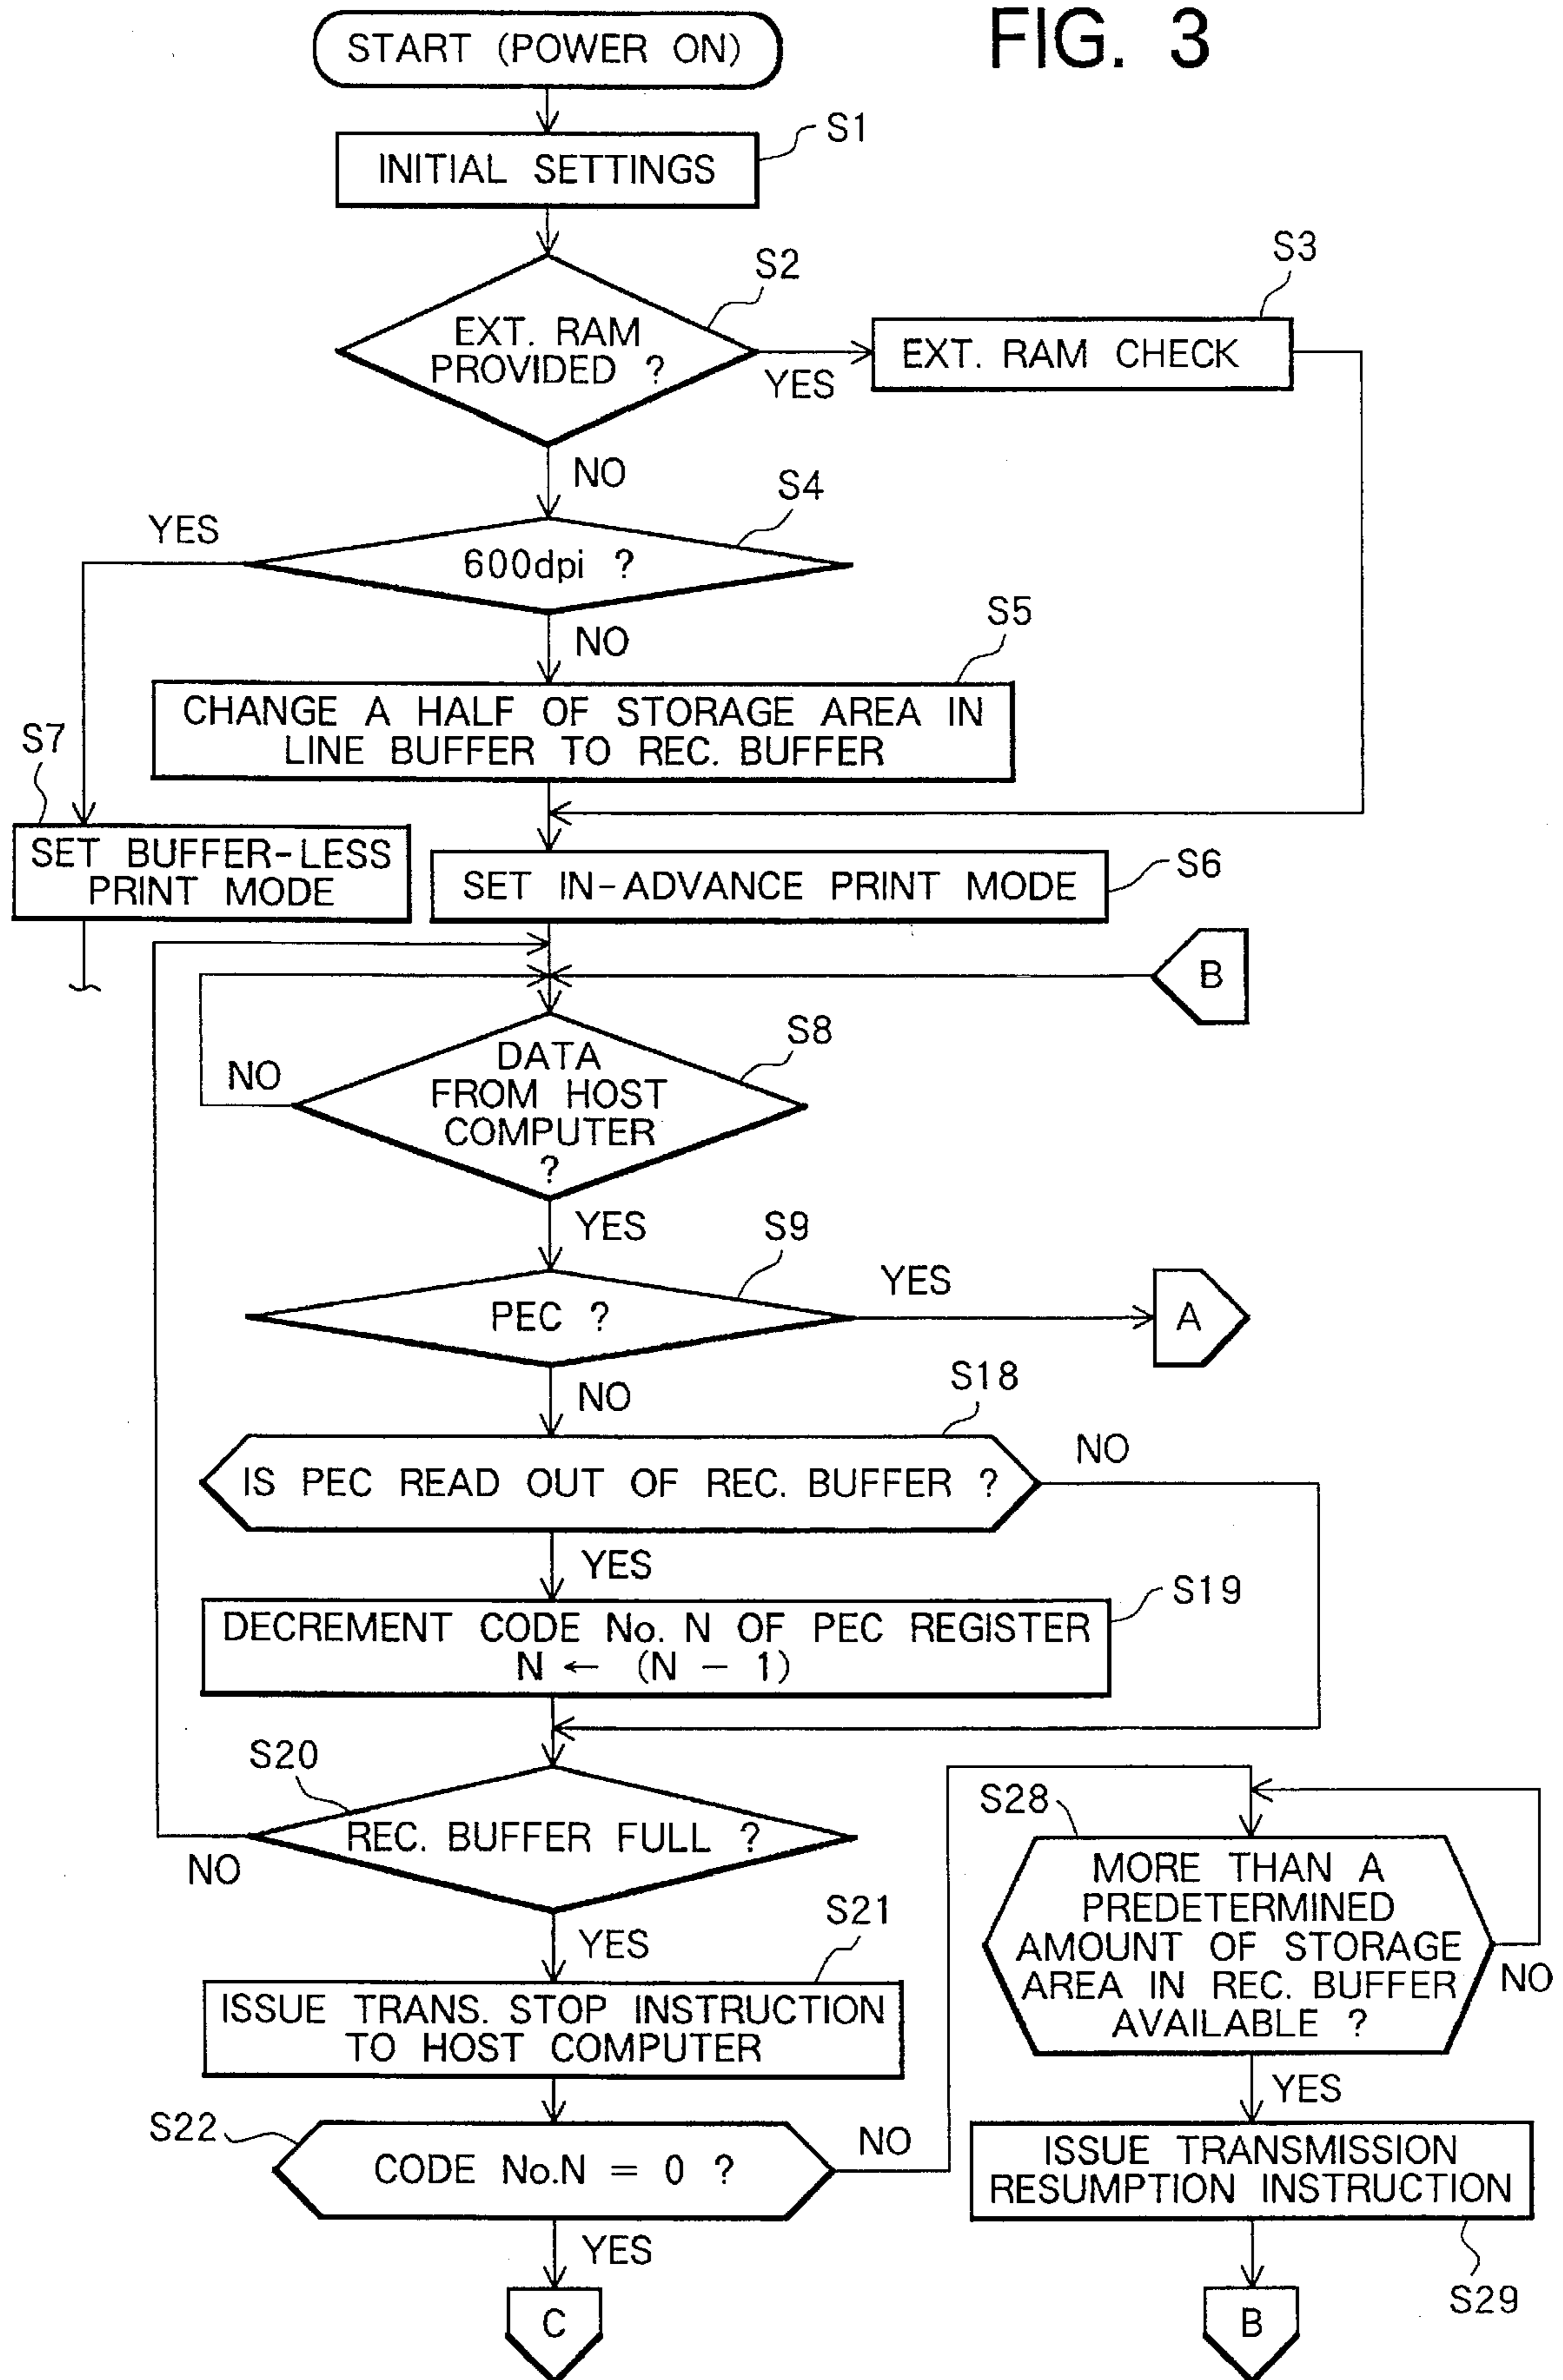 FIG. 3
START (POWER ON)
S1
INITIAL SETTINGS
S2
S3
EXT. RAM
PROVIDED ?
YES
EXT. RAM CHECK
NO
S4
YES
600dpi ?
S5
NO
CHANGE A HALF OF STORAGE AREA IN
LINE BUFFER TO REC. BUFFER
S7
SET BUFFER-LESS
PRINT MODE
S6
SET IN-ADVANCE PRINT MODE
B
S8
DATA
FROM HOST
COMPUTER
?
NO
YES
S9
YES
PEC ?
A
NO
S18
NO
IS PEC READ OUT OF REC. BUFFER ?
YES
S19
DECREMENT CODE No. N OF PEC REGISTER
N ← (N - 1)
S20
REC. BUFFER FULL ?
NO
S28
MORE THAN A
PREDETERMINED
AMOUNT OF STORAGE
AREA IN REC. BUFFER
AVAILABLE ?
NO
YES
S21
ISSUE TRANS. STOP INSTRUCTION
TO HOST COMPUTER
YES
S22
NO
CODE No.N = 0 ?
ISSUE TRANSMISSION
RESUMPTION INSTRUCTION
YES
S29
C
B